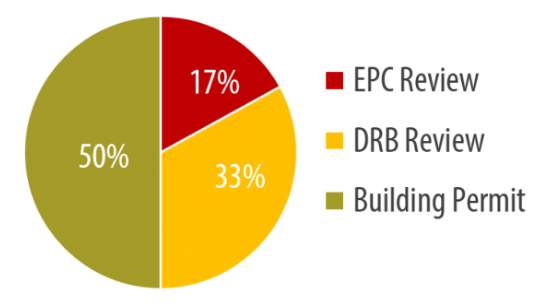 17%
EPC Review
DRB Review
50%
33%
Building Permit